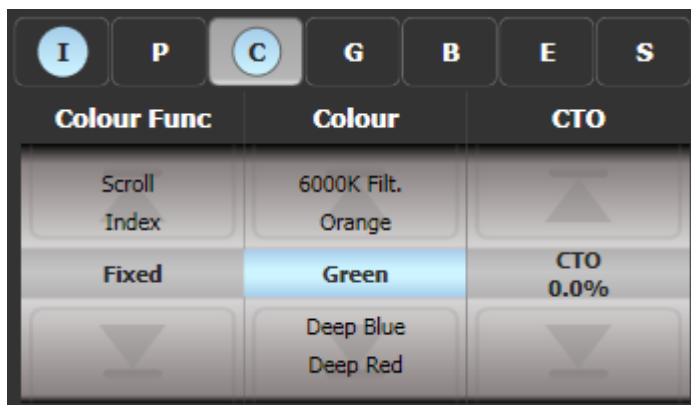 I P C G B E S
Colour Func Colour CTO
Scroll 6000K Filt.
Index Orange
Fixed Green CTO
0.0%
Deep Blue
Deep Red